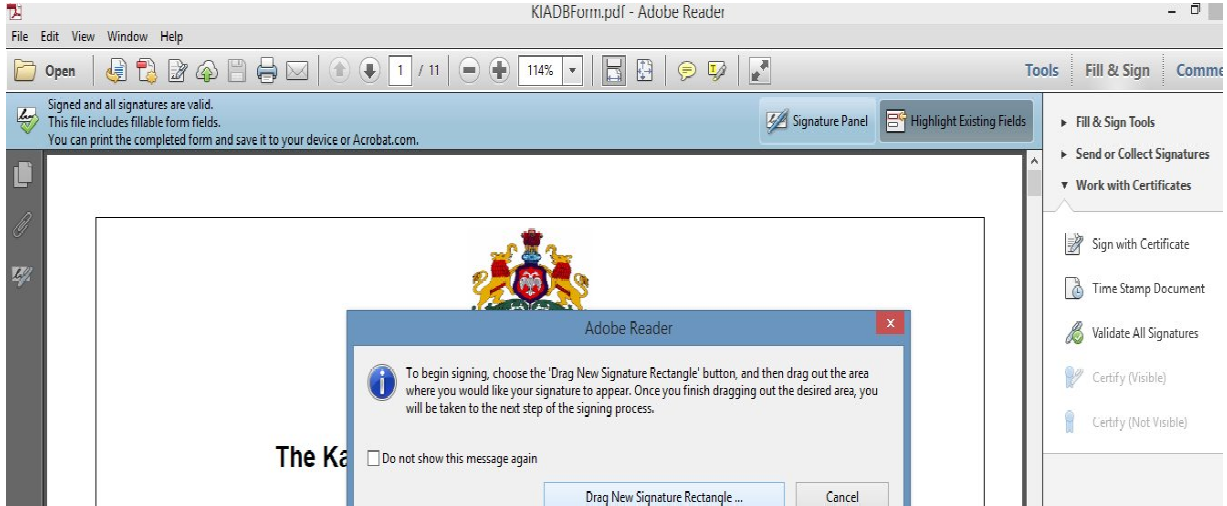 KIADBForm.pdf - Adobe Reader
File Edit View Window Help
Open 1 / 11 114% Tools Fill & Sign Comme
Signed and all signatures are valid.
This file includes fillable form fields.
You can print the completed form and save it to your device or Acrobat.com.
Signature Panel Highlight Existing Fields
Fill & Sign Tools
Send or Collect Signatures
Work with Certificates
Sign with Certificate
Time Stamp Document
Validate All Signatures
Certify (Visible)
Certify (Not Visible)
Adobe Reader
x
To begin signing, choose the 'Drag New Signature Rectangle' button, and then drag out the area
where you would like your signature to appear. Once you finish dragging out the desired area, you
will be taken to the next step of the signing process.
The Ka
Do not show this message again
Drag New Signature Rectangle ... Cancel